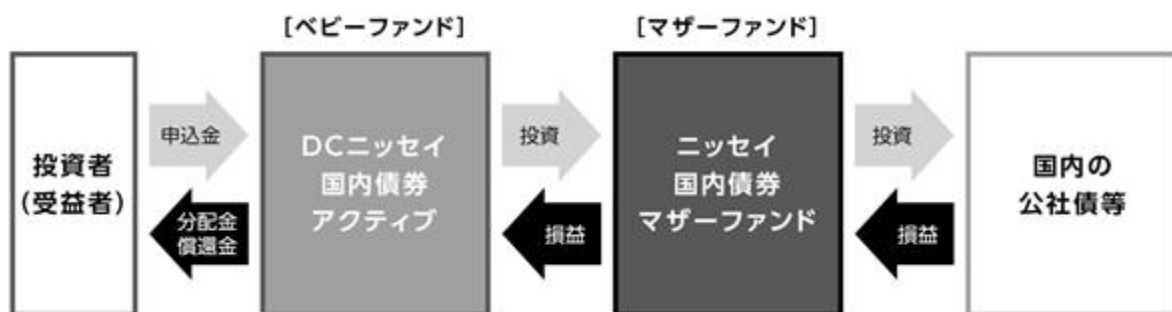 [ベビーファンド]
[マザーファンド]
投資者
(受益者)
申込金
分配金
償還金
DCニッセイ
国内債券
アクティブ
投資
損益
ニッセイ
国内債券
マザーファンド
投資
損益
国内の
公社債等